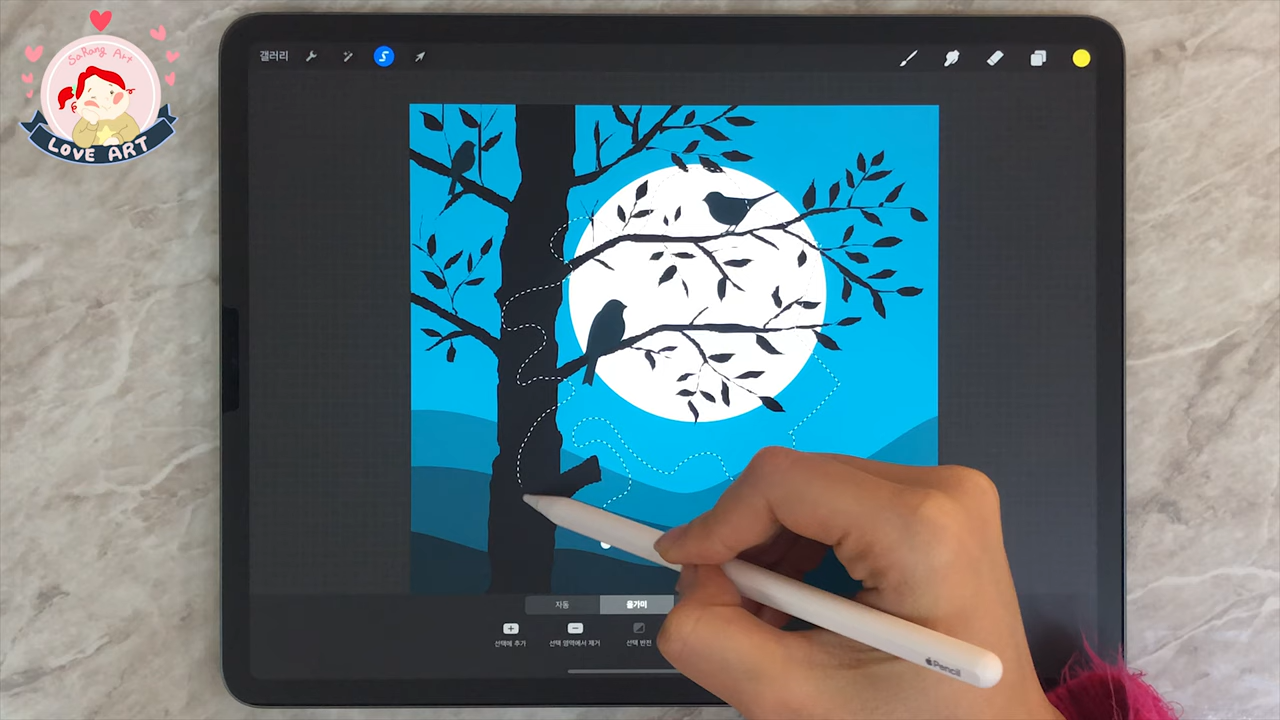 SaRang Art
LOVE ART
갤러리
S
자동
올가미
선택에 추가
선택 영역에서 제거
선택 반전
Pencil